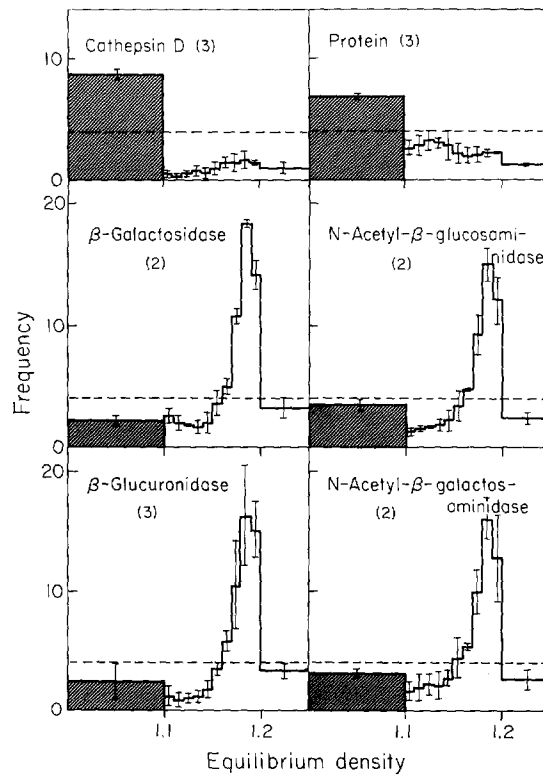 Cathepsin D (3)
Protein (3)
10
0
β-Galactosidase
(2)
N-Acetyl-β-glucosami-
nidase
(2)
20
10
0
Frequency
β-Glucuronidase
(3)
N-Acetyl-β-galactos-
aminidase
(2)
20
10
0
1.1
1.2
1.1
1.2
Equilibrium density